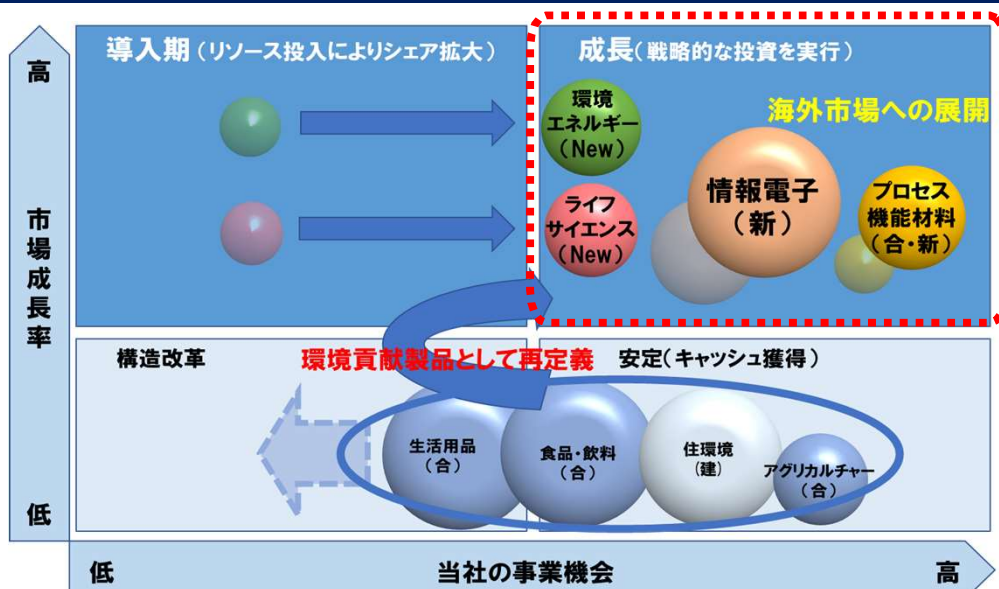 高
市場成長率
低
導入期(リソース投入によりシェア拡大)
成長(戦略的な投資を実行)
海外市場への展開
環境
エネルギー
(New)
ライフ
サイエンス
(New)
情報電子
(新)
プロセス
機能材料
(合・新)
構造改革
環境貢献製品として再定義
安定(キャッシュ獲得)
生活用品
(合)
食品・飲料
(合)
住環境
(建)
アグリカルチャー
(合)
低
当社の事業機会
高